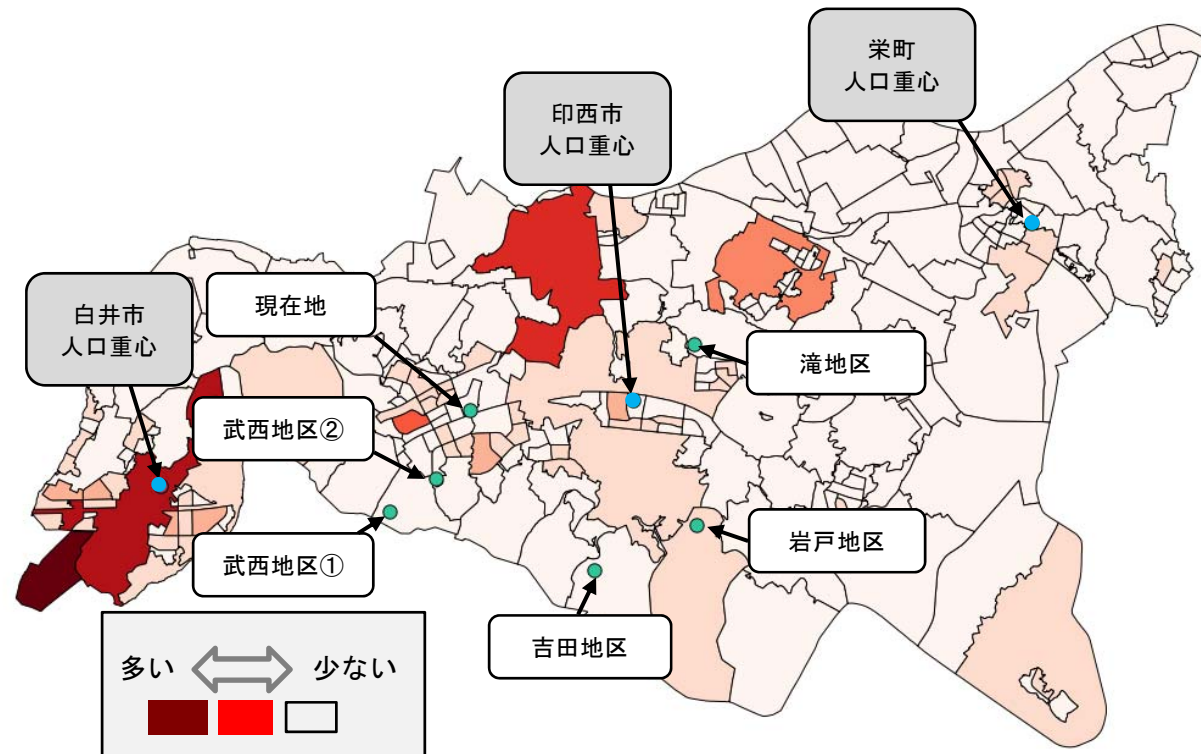 栄町
人口重心
印西市
人口重心
白井市
人口重心
現在地
滝地区
武西地区②
武西地区①
岩戸地区
吉田地区
多い 少ない